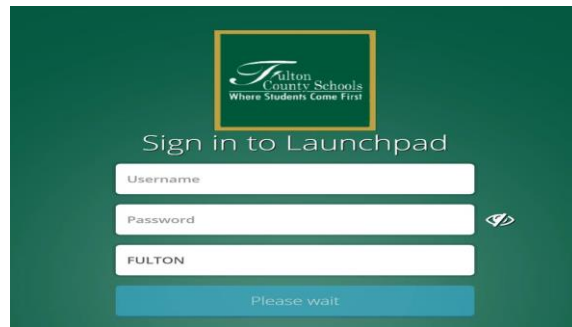 Fulton
County Schools
Where Students Come First
Sign in to Launchpad
Username
Password
FULTON
Please wait